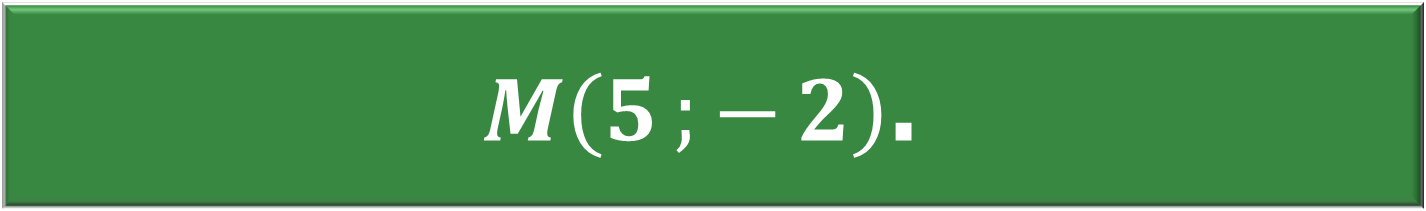 M(5 ; − 2).